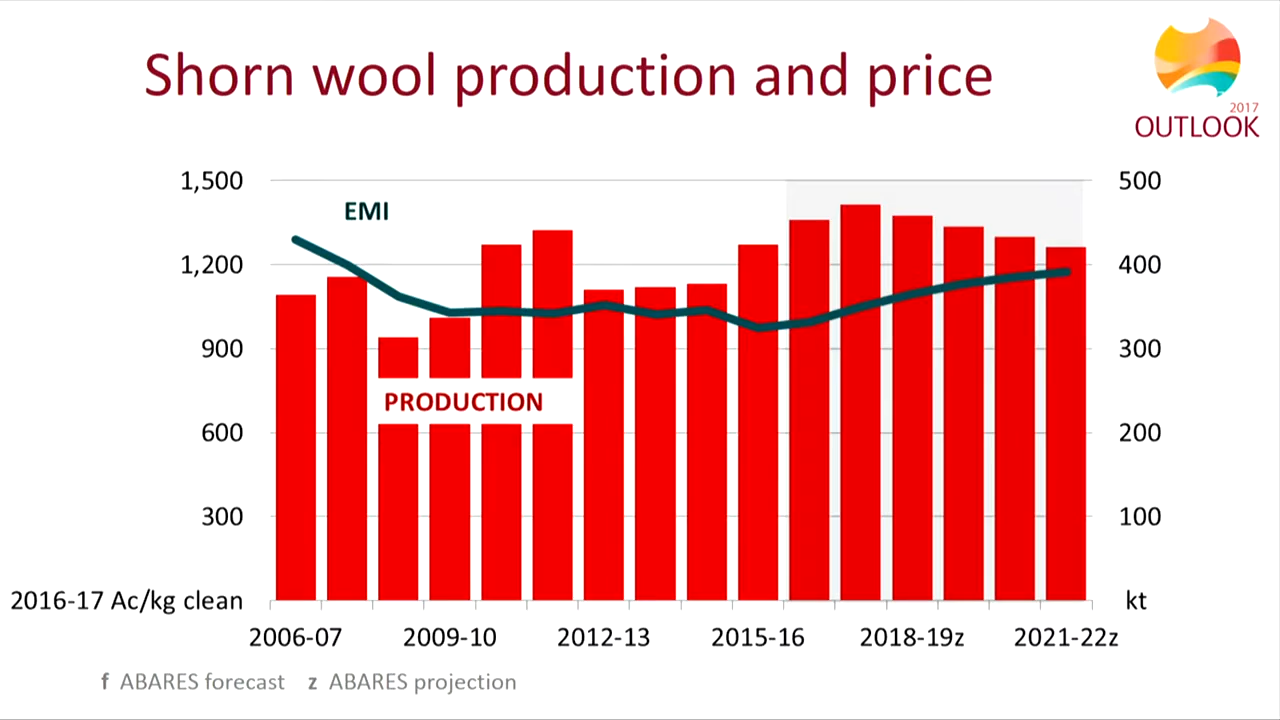 Shorn wool production and price
2017
OUTLOOK
1,500
500
EMI
1,200
400
900
300
PRODUCTION
600
200
300
100
2016-17 Ac/kg clean
kt
2006-07
2009-10
2012-13
2015-16
2018-19z
2021-22z
f ABARES forecast z ABARES projection